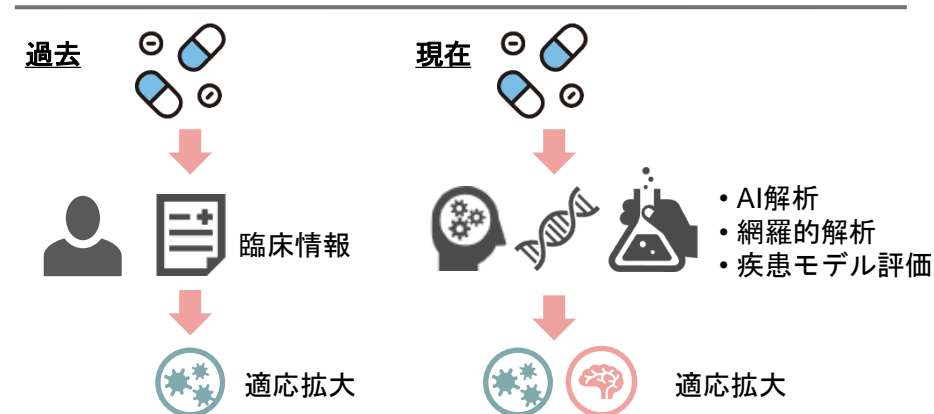 過去
現在
臨床情報
・AI解析
・網羅的解析
・疾患モデル評価
適応拡大
適応拡大